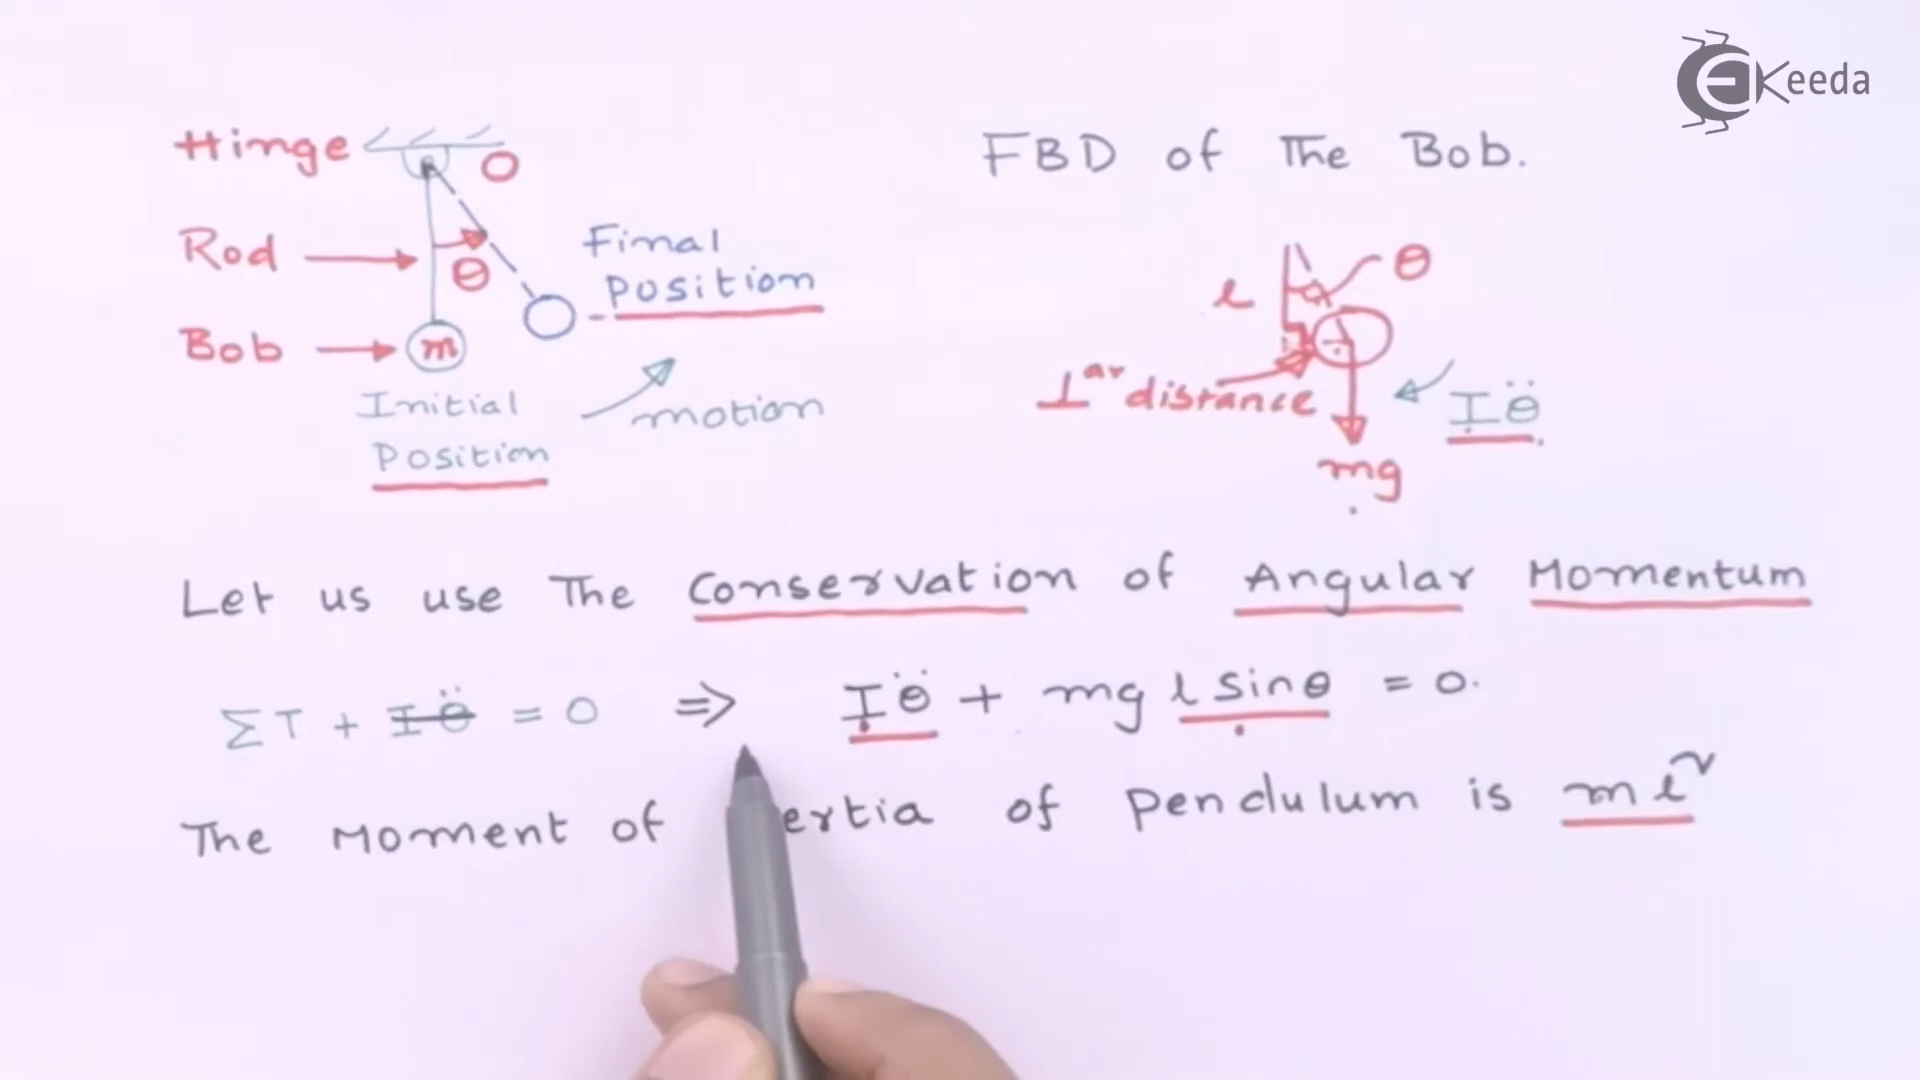 EKeeda
Hinge
O
Rod
θ
Bob
m
Final
Position
Initial
Position
motion
FBD of The Bob.
l
θ
⊥ar distance
Iθ̈
mg
Let us use The Conservation of Angular Momentum
ΣT + Iθ̈ = 0 ⇒ Iθ̈ + mg l sinθ = 0.
The Moment of ertia of pendulum is ml²